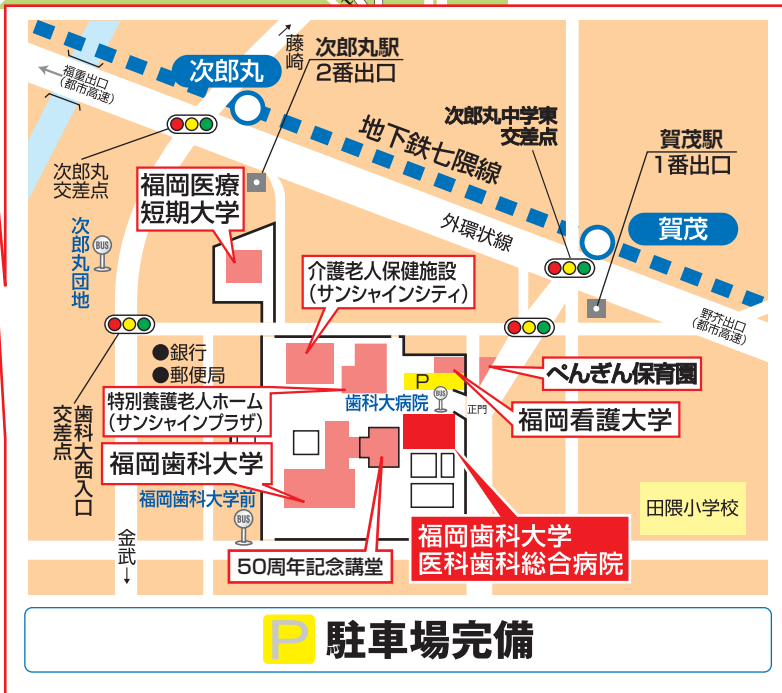 藤崎
次郎丸駅
2番出口
次郎丸
福重出口
(都市高速)
次郎丸中学東
交差点
賀茂駅
1番出口
地下鉄七隈線
次郎丸
交差点
福岡医療
短期大学
外環状線
賀茂
次郎丸団地
BUS
介護老人保健施設
(サンシャインシティ)
野芥出口
(都市高速)
●銀行
●郵便局
P
ぺんぎん保育園
特別養護老人ホーム
(サンシャインプラザ)
歯科大病院
BUS
正門
福岡看護大学
歯科大西入口
交差点
福岡歯科大学
福岡歯科大学前
BUS
田隈小学校
金武
50周年記念講堂
福岡歯科大学
医科歯科総合病院
P 駐車場完備